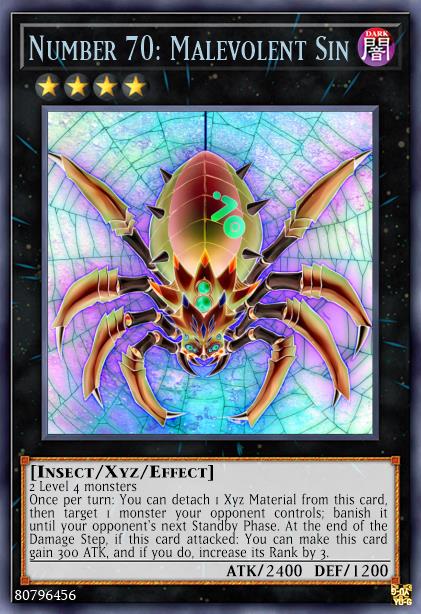 Number 70: Malevolent Sin
DARK
闇
70
[Insect/Xyz/Effect]
2 Level 4 monsters
Once per turn: You can detach 1 Xyz Material from this card,
then target 1 monster your opponent controls; banish it
until your opponent's next Standby Phase. At the end of the
Damage Step, if this card attacked: You can make this card
gain 300 ATK, and if you do, increase its Rank by 3.
ATK/2400 DEF/1200
80796456